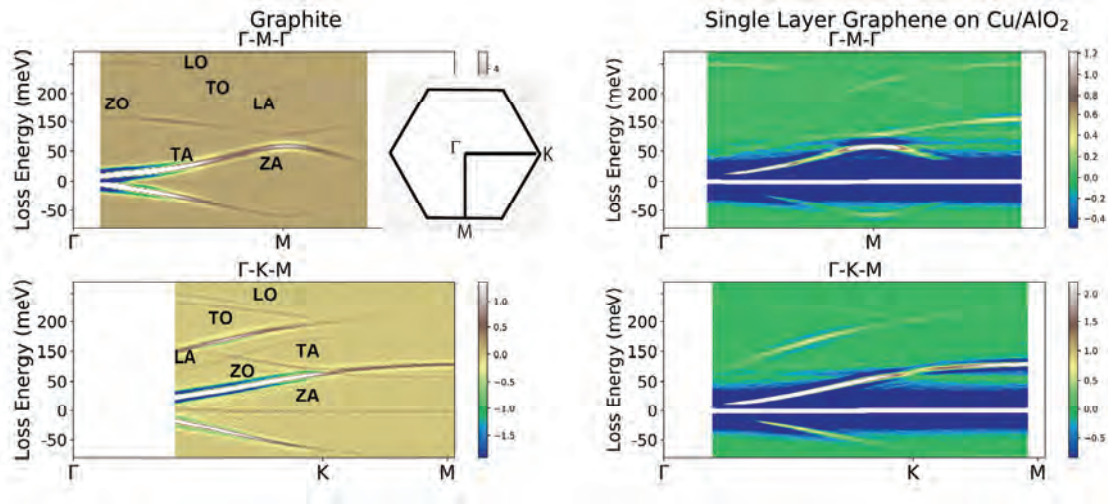 Graphite
Γ-M-Γ
Loss Energy (meV)
200
150
50
0
-50
Γ
M
LO
TO
ZO
LA
TA
ZA
4
Γ
K
M
Single Layer Graphene on Cu/AlO₂
Γ-M-Γ
Loss Energy (meV)
200
150
50
0
-50
Γ
M
1.2
1.0
0.8
0.6
0.4
0.2
0.0
-0.2
-0.4
Γ-K-M
Loss Energy (meV)
200
150
50
0
-50
Γ
K
M
LO
TO
LA
TA
ZO
ZA
1.0
0.5
0.0
-0.5
-1.0
-1.5
Γ-K-M
Loss Energy (meV)
200
150
50
0
-50
Γ
K
M
2.0
1.5
1.0
0.5
0.0
-0.5